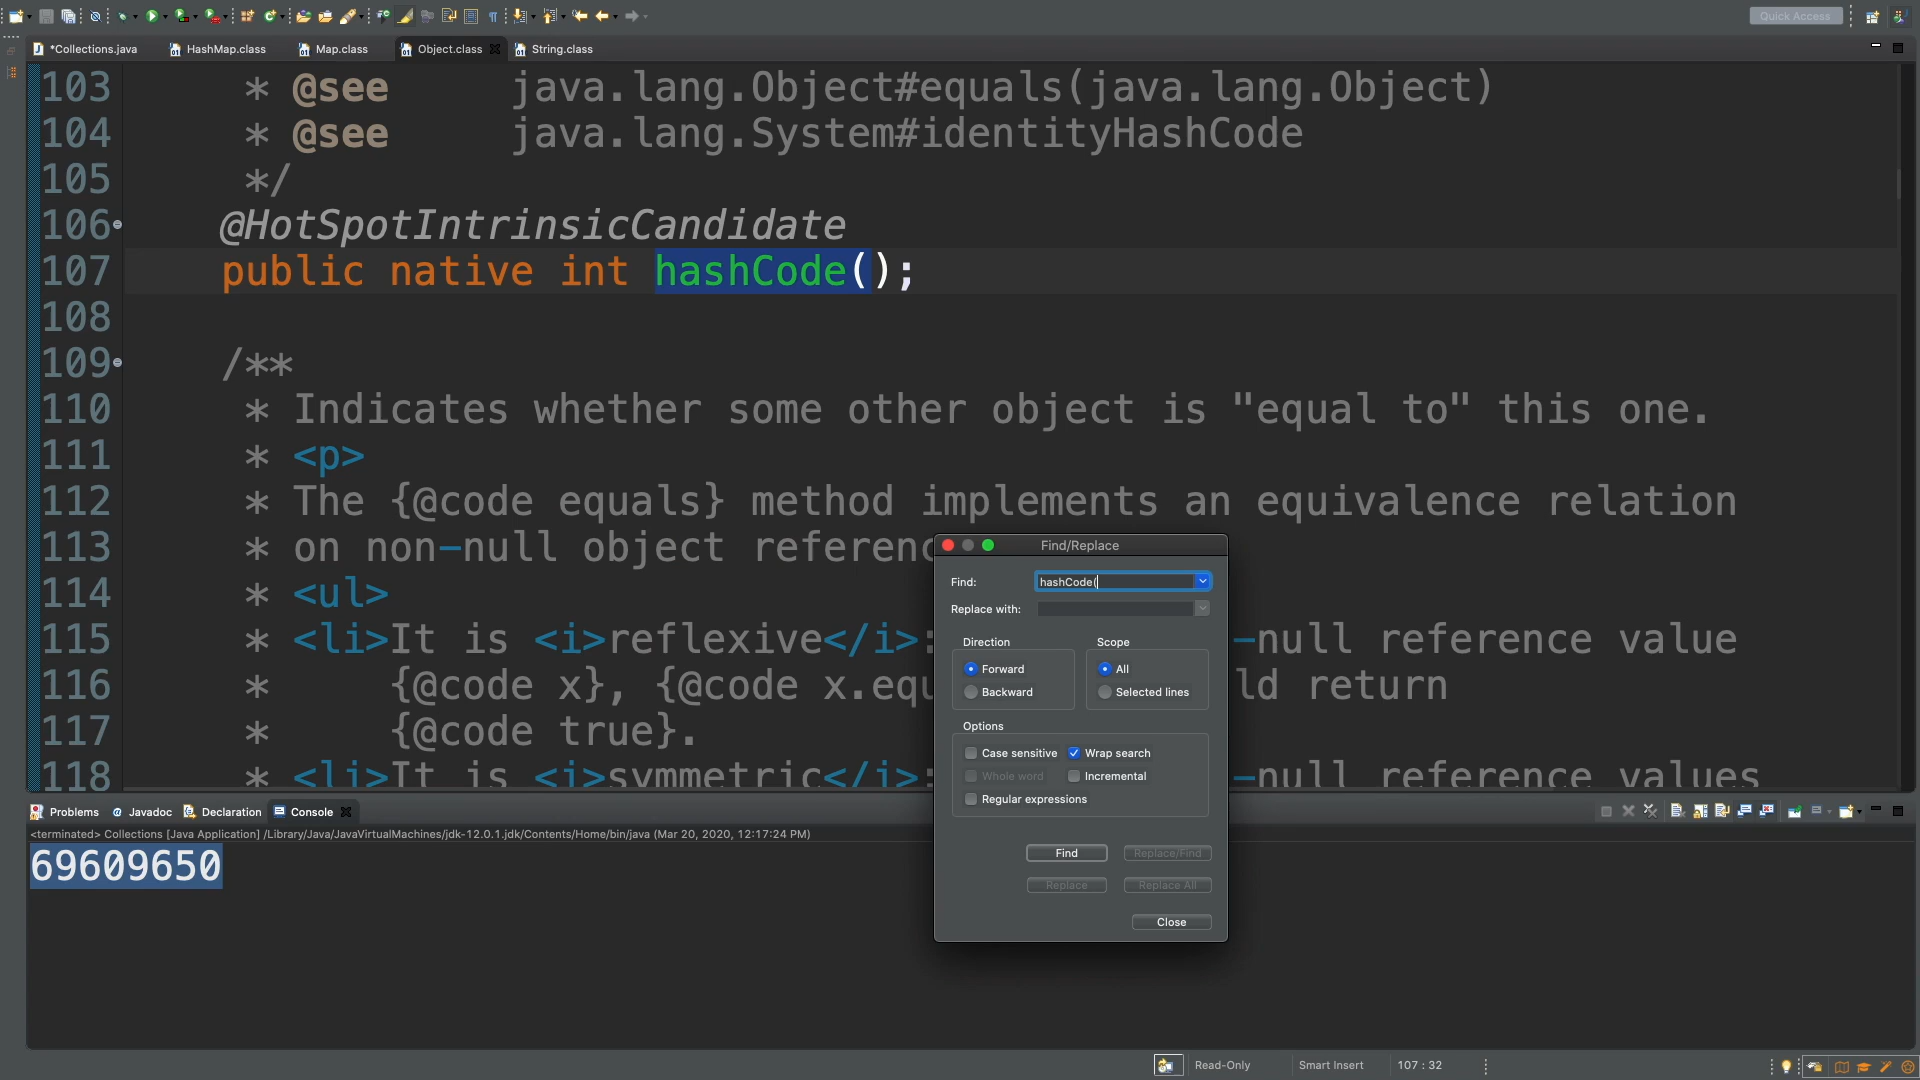 Quick Access
*Collections.java
HashMap.class
Map.class
Object.class
String.class
103 * @see java.lang.Object#equals(java.lang.Object)
104 * @see java.lang.System#identityHashCode
105 */
106 @HotSpotIntrinsicCandidate
107 public native int hashCode();
108
109 /**
110 * Indicates whether some other object is "equal to" this one.
111 * <p>
112 * The {@code equals} method implements an equivalence relation
113 * on non-null object referenc
114 * <ul>
115 * <li>It is <i>reflexive</i>: -null reference value
116 * {@code x}, {@code x.equ ld return
117 * {@code true}.
118 * <li>It is <i>symmetric</i>: -null reference values
Find/Replace
Find: hashCode(
Replace with:
Direction
Scope
Forward
All
Backward
Selected lines
Options
Case sensitive
Wrap search
Whole word
Incremental
Regular expressions
Find
Replace/Find
Replace
Replace All
Close
Problems
@ Javadoc
Declaration
Console
<terminated> Collections [Java Application] /Library/Java/JavaVirtualMachines/jdk-12.0.1.jdk/Contents/Home/bin/java (Mar 20, 2020, 12:17:24 PM)
69609650
Read-Only
Smart Insert
107 : 32